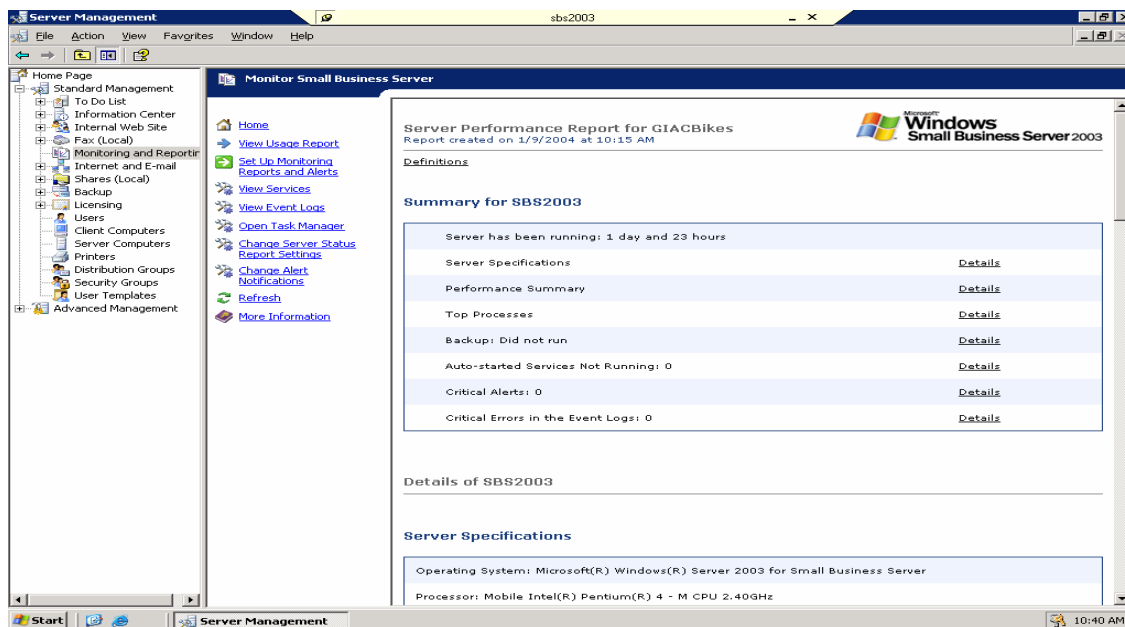 Server Management
sbs2003
File Action View Favorites Window Help
Home Page
Standard Management
To Do List
Information Center
Internal Web Site
Fax (Local)
Monitoring and Reportin
Internet and E-mail
Shares (Local)
Backup
Licensing
Users
Client Computers
Server Computers
Printers
Distribution Groups
Security Groups
User Templates
Advanced Management
Monitor Small Business Server
Home
View Usage Report
Set Up Monitoring
Reports and Alerts
View Services
View Event Logs
Open Task Manager
Change Server Status
Report Settings
Change Alert
Notifications
Refresh
More Information
Server Performance Report for GIACBikes
Report created on 1/9/2004 at 10:15 AM
Microsoft
Windows
Small Business Server 2003
Definitions
Summary for SBS2003
Server has been running: 1 day and 23 hours
Server Specifications Details
Performance Summary Details
Top Processes Details
Backup: Did not run Details
Auto-started Services Not Running: 0 Details
Critical Alerts: 0 Details
Critical Errors in the Event Logs: 0 Details
Details of SBS2003
Server Specifications
Operating System: Microsoft(R) Windows(R) Server 2003 for Small Business Server
Processor: Mobile Intel(R) Pentium(R) 4 - M CPU 2.40GHz
Start
Server Management
10:40 AM